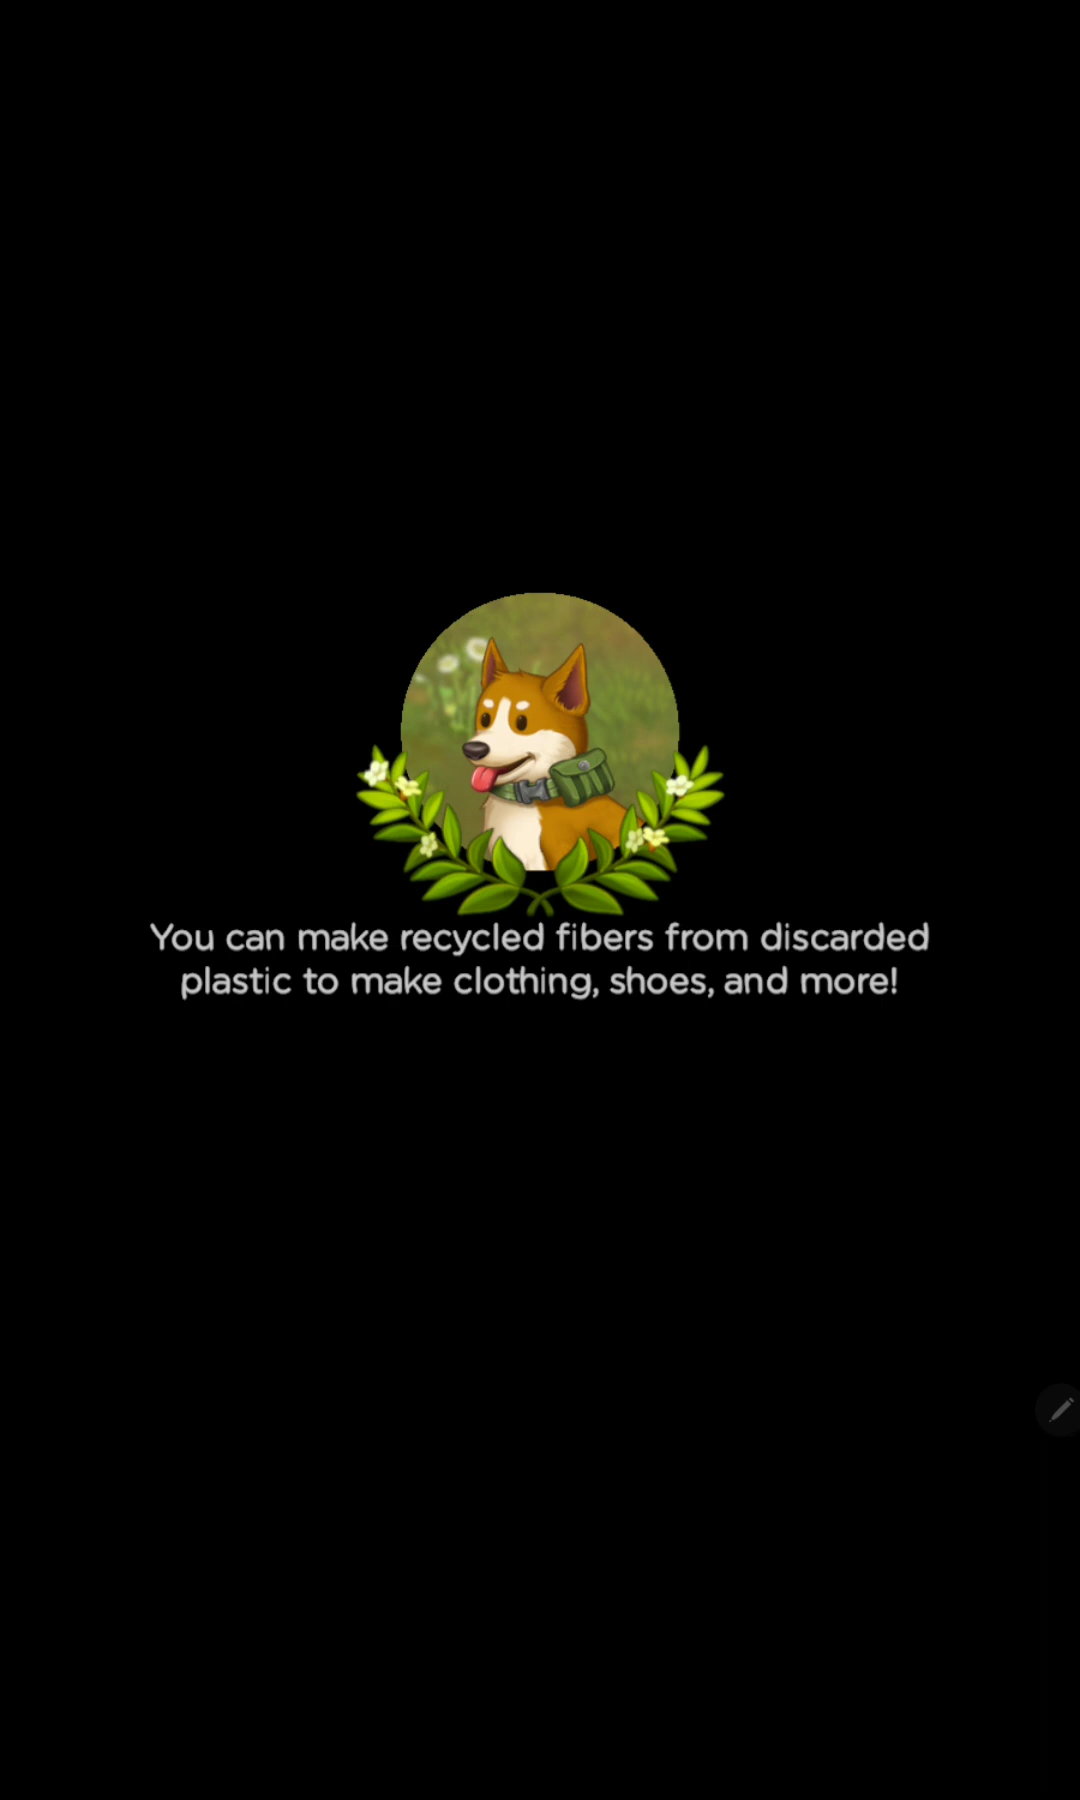 You can make recycled fibers from discarded
plastic to make clothing, shoes, and more!